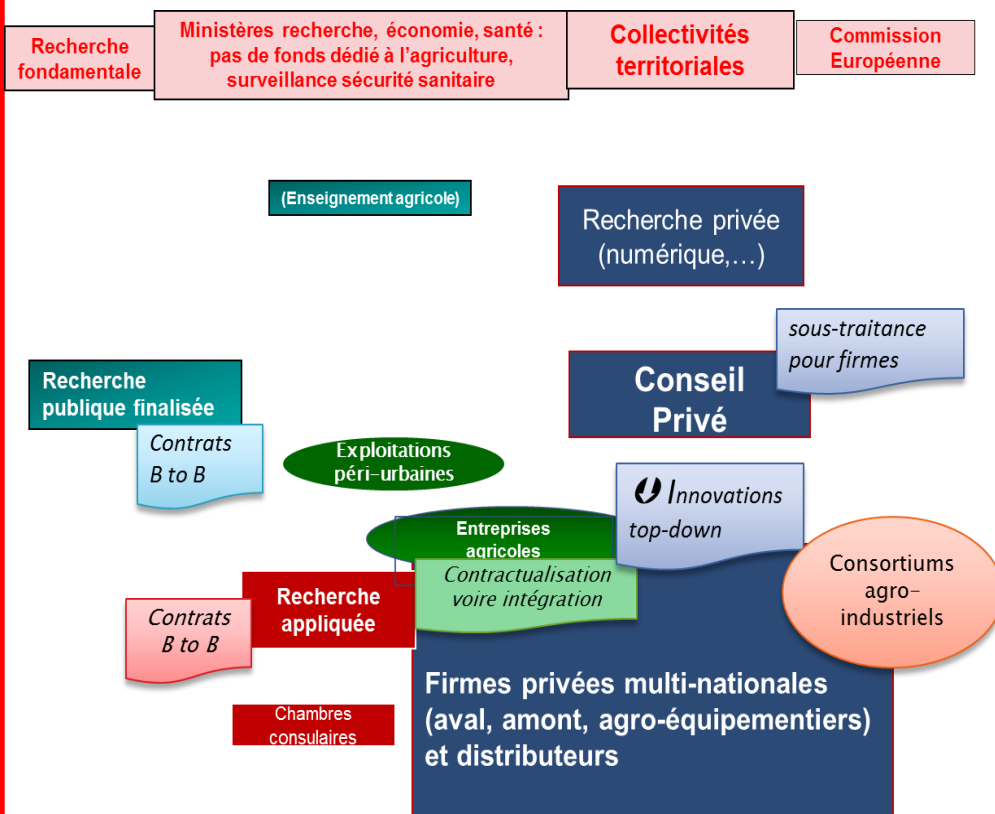 Recherche
fondamentale
Ministères recherche, économie, santé :
pas de fonds dédié à l'agriculture,
surveillance sécurité sanitaire
Collectivités
territoriales
Commission
Européenne
(Enseignement agricole)
Recherche privée
(numérique,...)
sous-traitance
pour firmes
Recherche
publique finalisée
Conseil
Privé
Contrats
B to B
Exploitations
péri-urbaines
Innovations
top-down
Entreprises
agricoles
Contractualisation
voire intégration
Consortiums
agro-
industriels
Recherche
appliquée
Contrats
B to B
Firmes privées multi-nationales
(aval, amont, agro-équipementiers)
et distributeurs
Chambres
consulaires